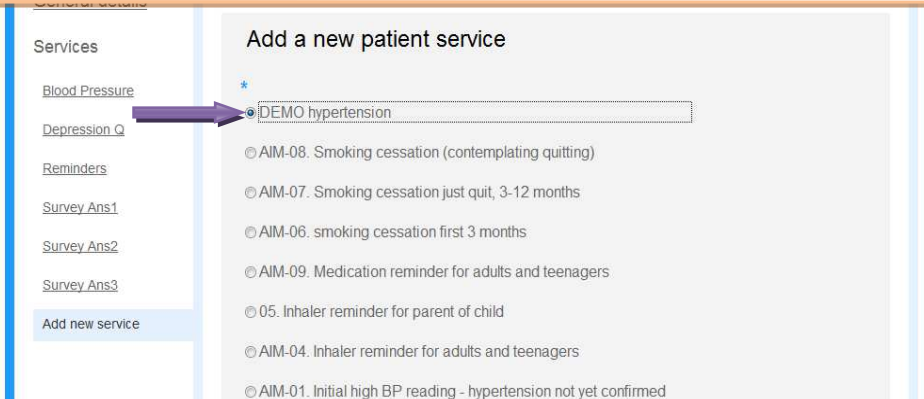 General details
Services
Blood Pressure
Depression Q
Reminders
Survey Ans1
Survey Ans2
Survey Ans3
Add new service
Add a new patient service
*
DEMO hypertension
AIM-08. Smoking cessation (contemplating quitting)
AIM-07. Smoking cessation just quit, 3-12 months
AIM-06. smoking cessation first 3 months
AIM-09. Medication reminder for adults and teenagers
05. Inhaler reminder for parent of child
AIM-04. Inhaler reminder for adults and teenagers
AIM-01. Initial high BP reading - hypertension not yet confirmed